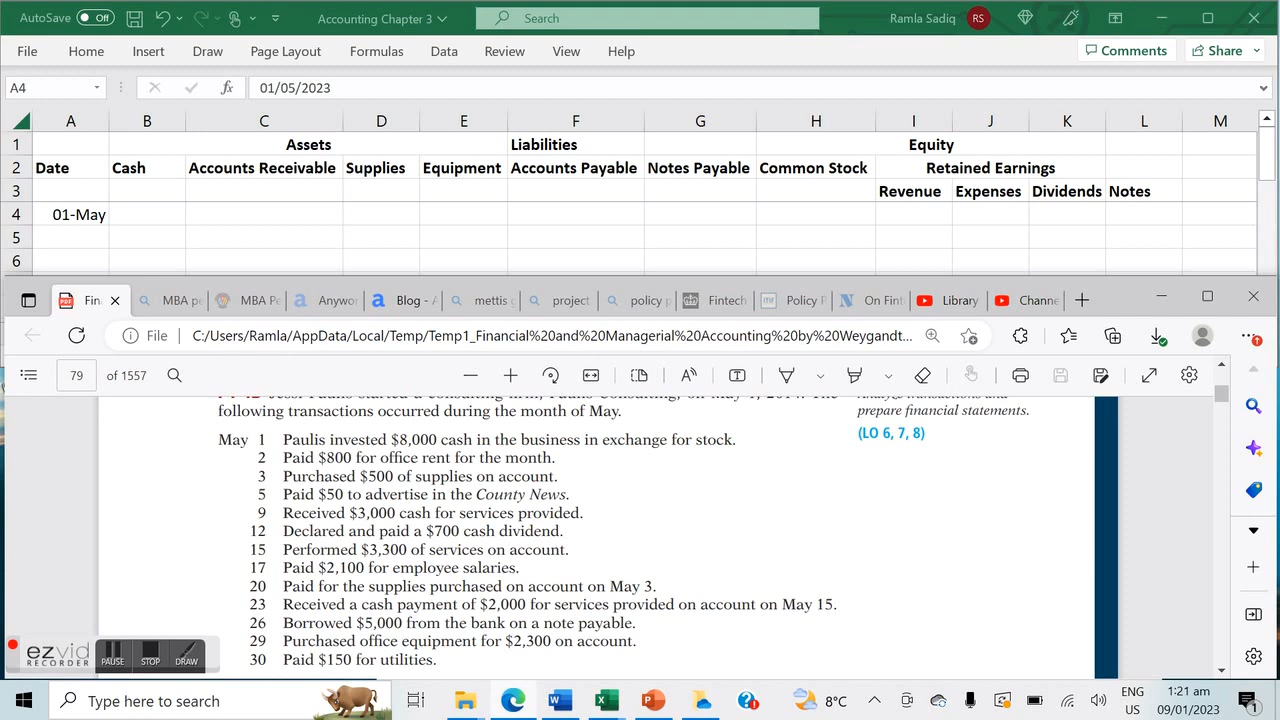 AutoSave Off Accounting Chapter 3 Search Ramla Sadiq RS
File Home Insert Draw Page Layout Formulas Data Review View Help Comments Share
A4 fx 01/05/2023
A B C D E F G H I J K L M
1 Assets Liabilities Equity
2 Date Cash Accounts Receivable Supplies Equipment Accounts Payable Notes Payable Common Stock Retained Earnings
3 Revenue Expenses Dividends Notes
4 01-May
5
6
Fin MBA pe MBA Pe Anywo Blog - A mettis g project policy p Fintech Policy P On Fint Library Channe
File C:/Users/Ramla/AppData/Local/Temp/Temp1_Financial%20and%20Managerial%20Accounting%20by%20Weygandt...
79 of 1557
following transactions occurred during the month of May.
prepare financial statements.
(LO 6, 7, 8)
May 1 Paulis invested $8,000 cash in the business in exchange for stock.
2 Paid $800 for office rent for the month.
3 Purchased $500 of supplies on account.
5 Paid $50 to advertise in the County News.
9 Received $3,000 cash for services provided.
12 Declared and paid a $700 cash dividend.
15 Performed $3,300 of services on account.
17 Paid $2,100 for employee salaries.
20 Paid for the supplies purchased on account on May 3.
23 Received a cash payment of $2,000 for services provided on account on May 15.
26 Borrowed $5,000 from the bank on a note payable.
29 Purchased office equipment for $2,300 on account.
30 Paid $150 for utilities.
ezvid
RECORDER
PAUSE STOP DRAW
Type here to search
8°C
ENG
US
1:21 am
09/01/2023